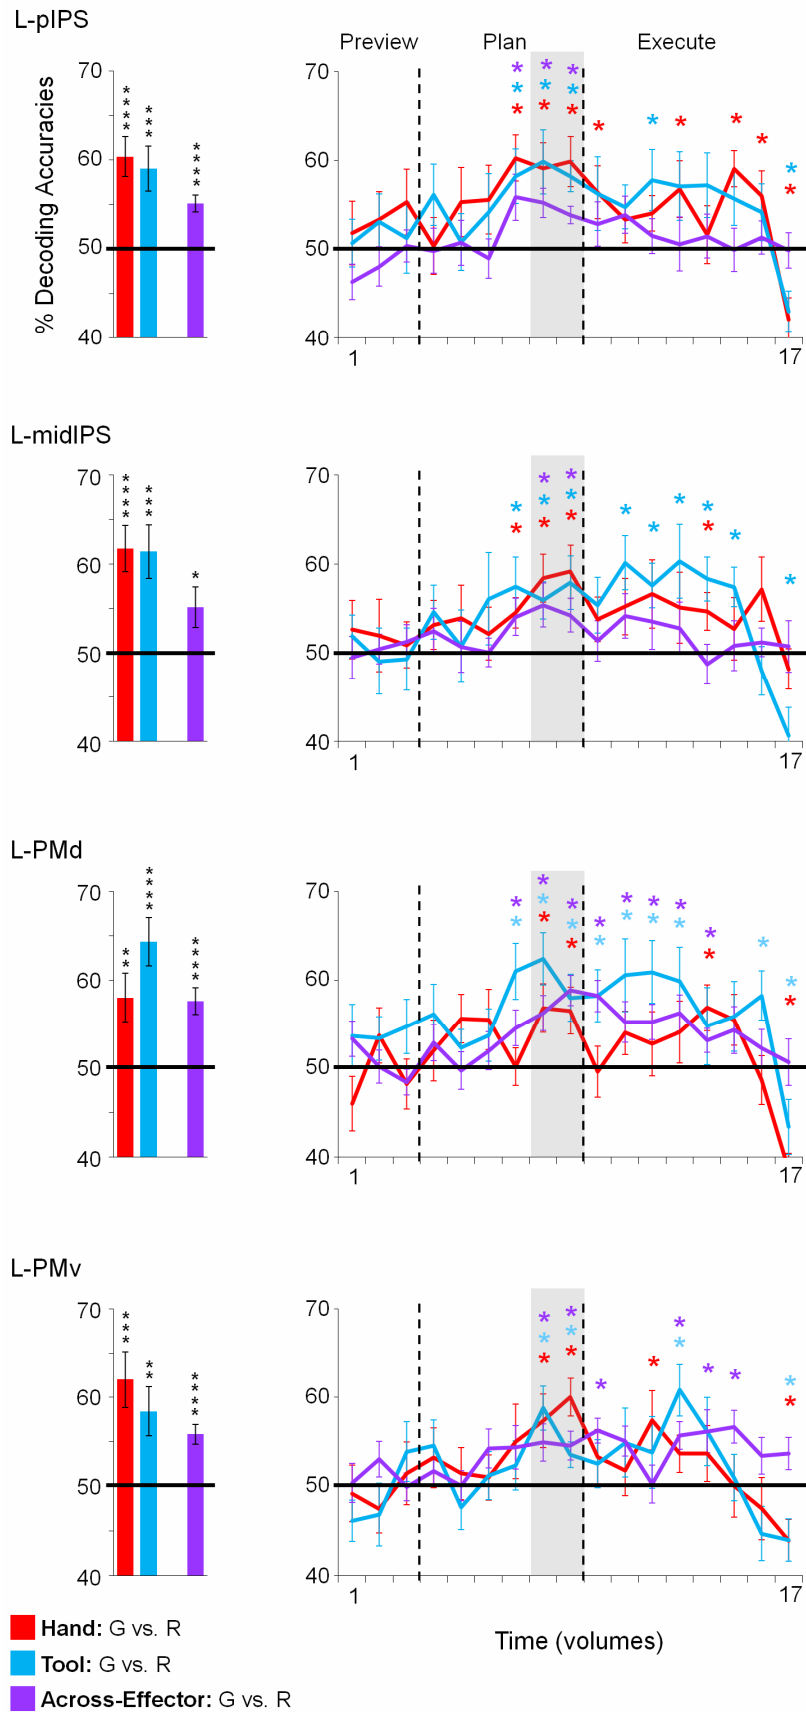 L-pIPS
Preview Plan Execute
% Decoding Accuracies
70
60
50
40
****
***
****
70
60
50
40
* * * * * * * * *
* * * * * * * *
1 17
L-midIPS
70
60
50
40
****
***
*
70
60
50
40
* * * * * * * *
* * * * * * *
1 17
L-PMd
70
60
50
40
**
****
****
70
60
50
40
* * * * * * * *
* * * * * * * * * * * *
1 17
L-PMv
70
60
50
40
***
**
****
70
60
50
40
* * * * * *
* * * * * * * *
1 17
Time (volumes)
Hand: G vs. R
Tool: G vs. R
Across-Effector: G vs. R